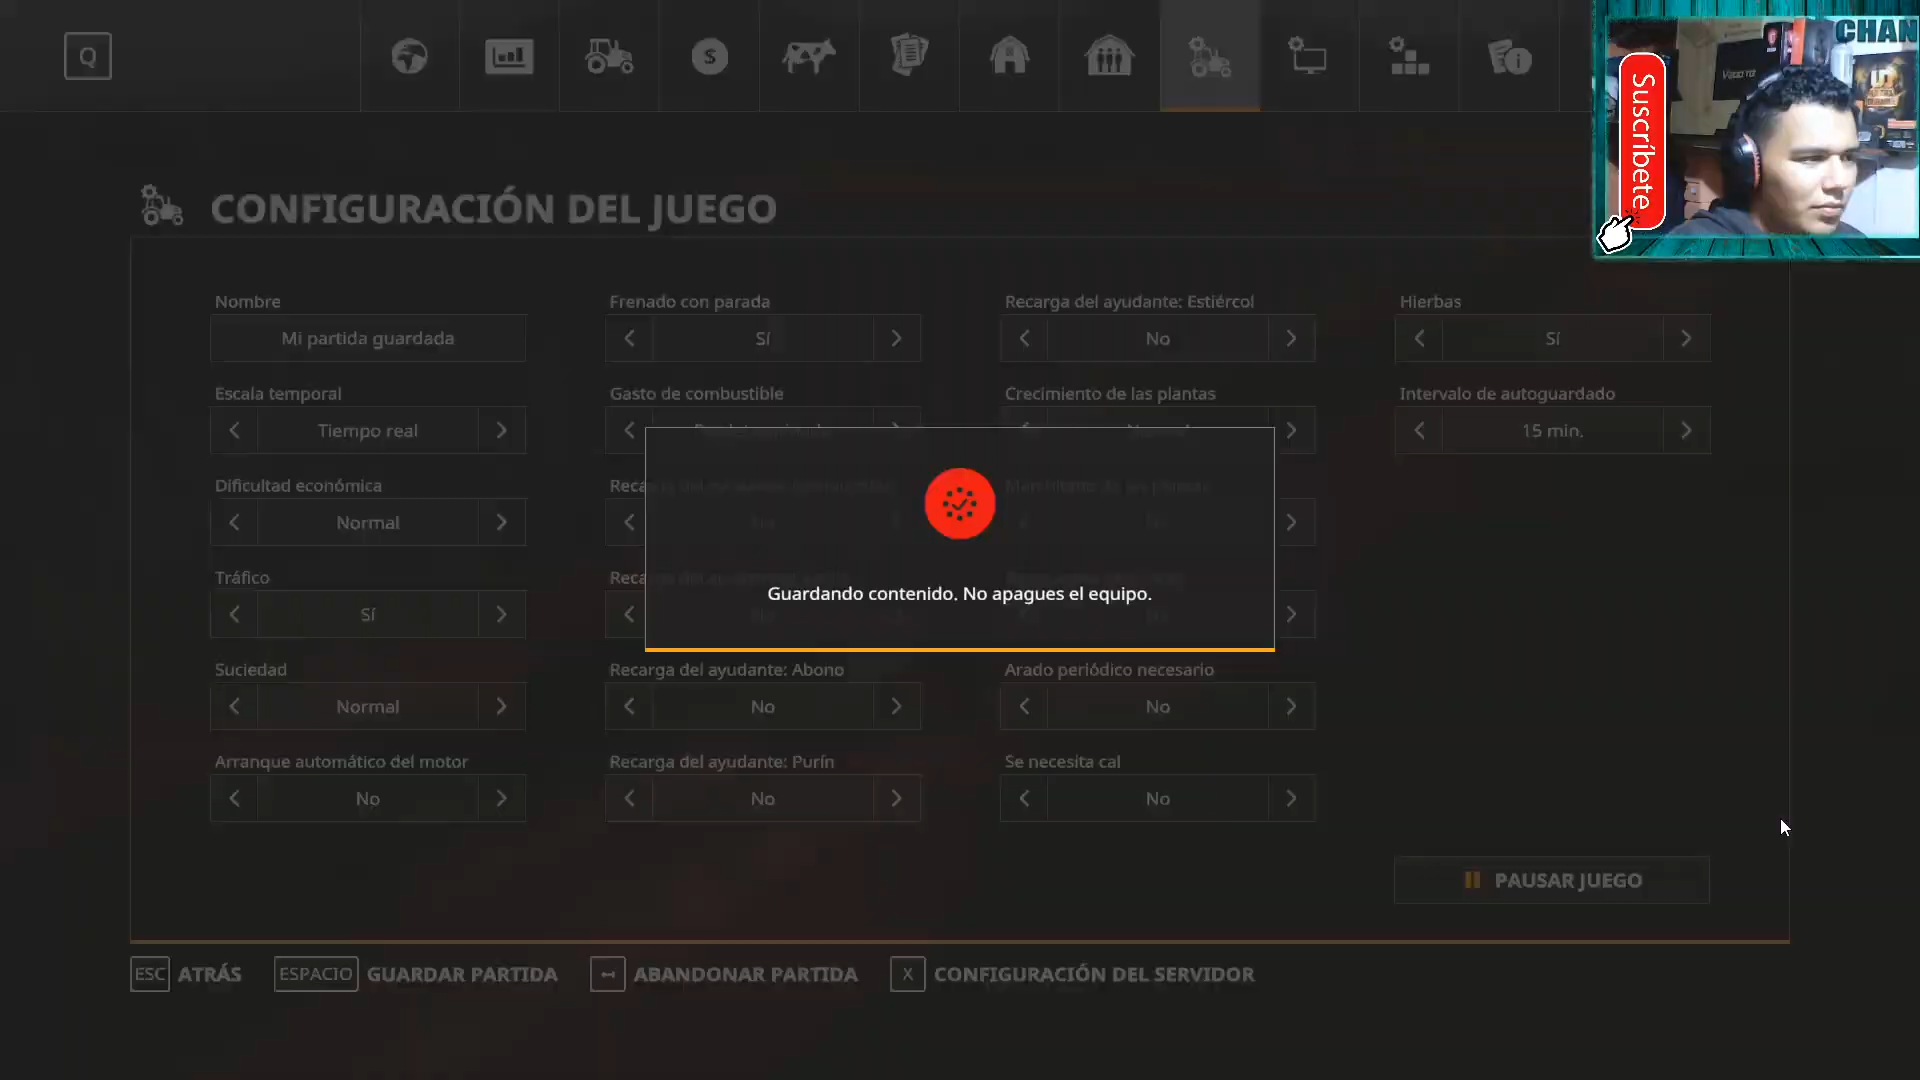 Q
CHAN
Suscríbete
CONFIGURACIÓN DEL JUEGO
Nombre
Mi partida guardada
Escala temporal
Tiempo real
Dificultad económica
Normal
Tráfico
Sí
Suciedad
Normal
Arranque automático del motor
No
Frenado con parada
Sí
Gasto de combustible
Reca
Reca
Recarga del ayudante: Abono
No
Recarga del ayudante: Purín
No
Recarga del ayudante: Estiércol
No
Crecimiento de las plantas
Arado periódico necesario
No
Se necesita cal
No
Hierbas
Sí
Intervalo de autoguardado
15 min.
Guardando contenido. No apagues el equipo.
PAUSAR JUEGO
ESC ATRÁS ESPACIO GUARDAR PARTIDA ABANDONAR PARTIDA X CONFIGURACIÓN DEL SERVIDOR